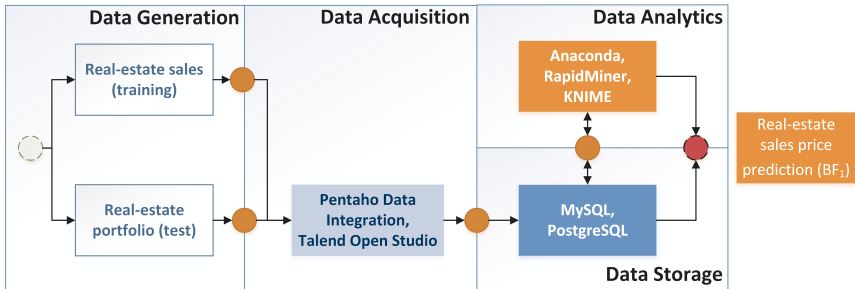 Data Generation
Data Acquisition
Data Analytics
Real-estate sales
(training)
Real-estate
portfolio (test)
Pentaho Data
Integration,
Talend Open Studio
Anaconda,
RapidMiner,
KNIME
MySQL,
PostgreSQL
Data Storage
Real-estate
sales price
prediction (BF₁)